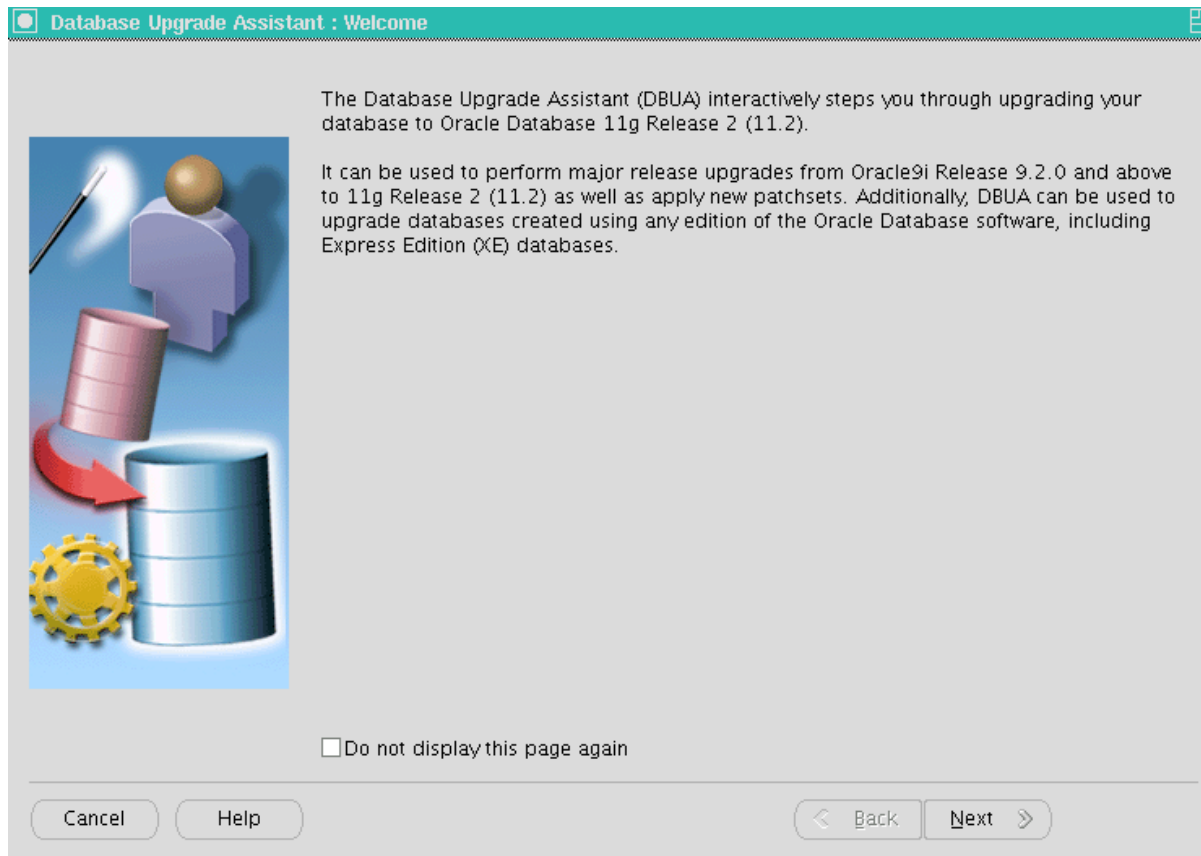 Database Upgrade Assistant : Welcome
The Database Upgrade Assistant (DBUA) interactively steps you through upgrading your
database to Oracle Database 11g Release 2 (11.2).
It can be used to perform major release upgrades from Oracle9i Release 9.2.0 and above
to 11g Release 2 (11.2) as well as apply new patchsets. Additionally, DBUA can be used to
upgrade databases created using any edition of the Oracle Database software, including
Express Edition (XE) databases.
Do not display this page again
Cancel Help Back Next